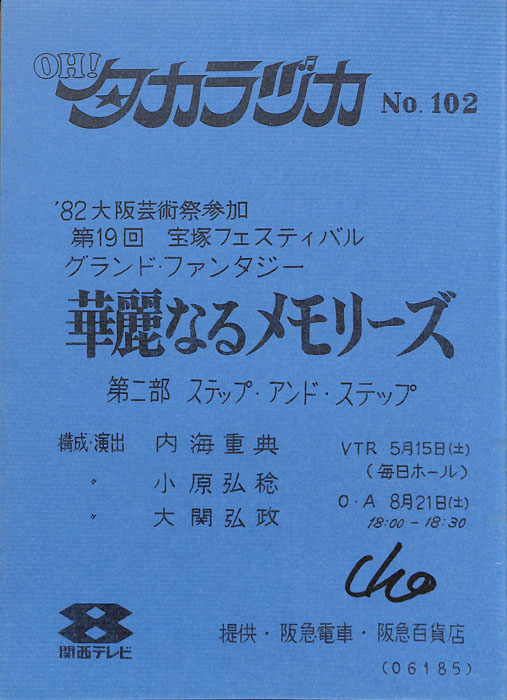 OH!タカラヅカ No. 102
'82大阪芸術祭参加
第19回 宝塚フェスティバル
グランド・ファンタジー
華麗なるメモリーズ
第二部 ステップ・アンド・ステップ
構成・演出 内海重典
〃 小原弘稔
〃 大関弘政
VTR 5月15日(土)
(毎日ホール)
O・A 8月21日(土)
18:00-18:30
8
関西テレビ
提供・阪急電車・阪急百貨店
(06185)